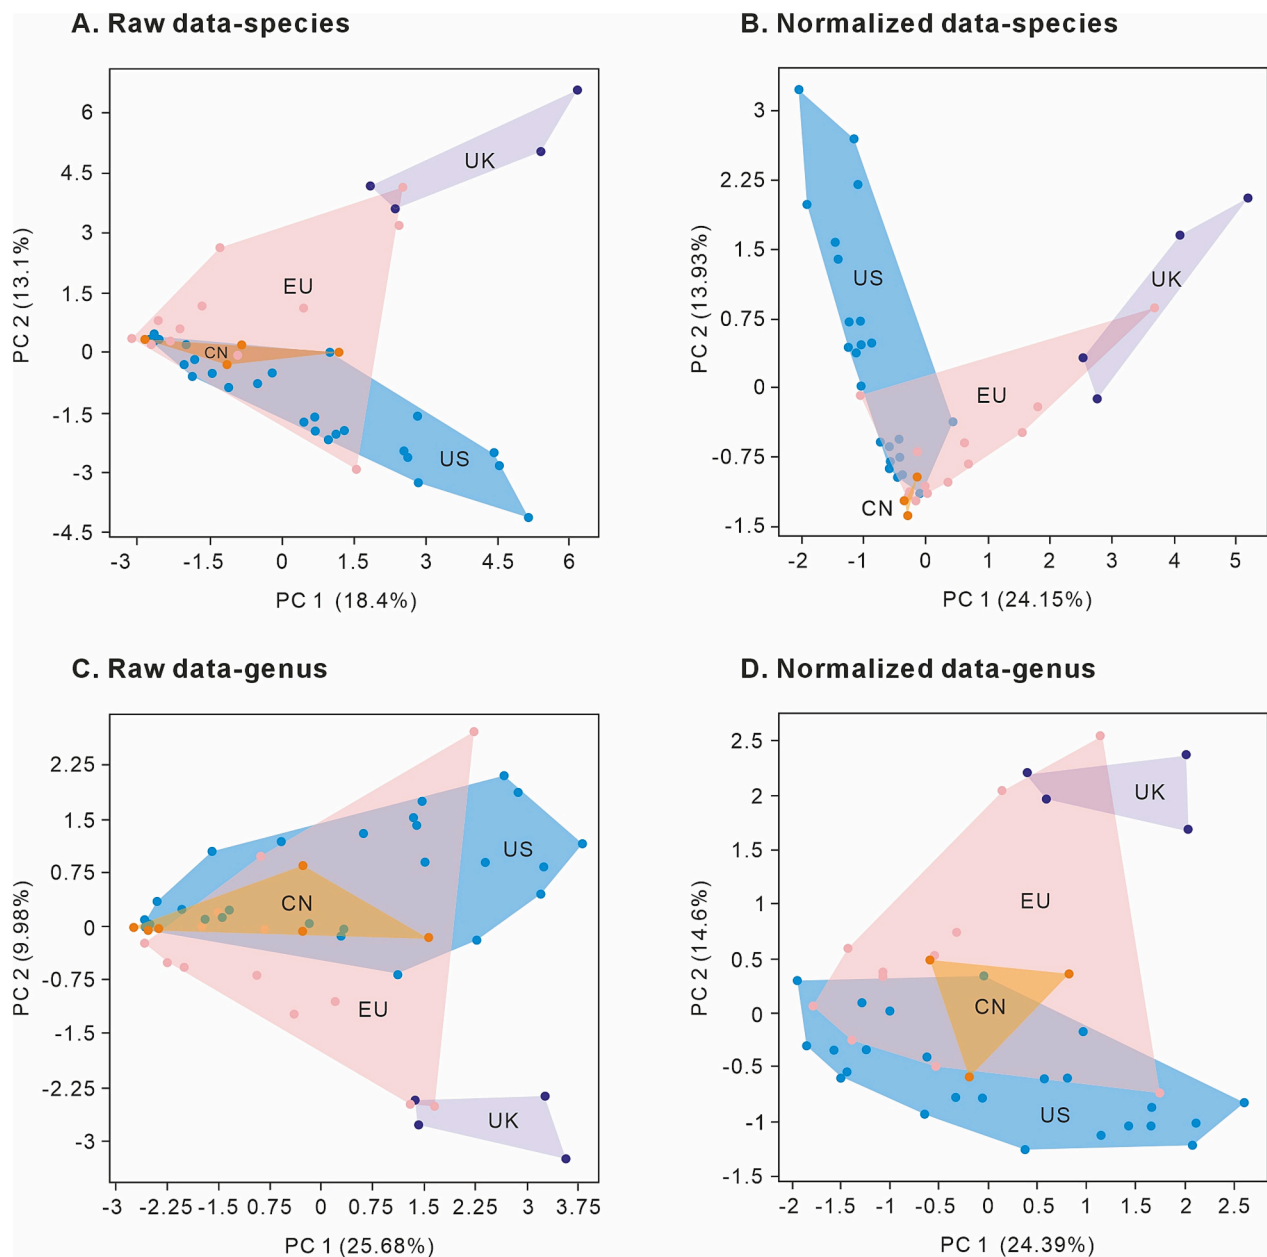 A. Raw data-species
B. Normalized data-species
6
4.5
3
1.5
0
-1.5
-3
-4.5
PC 2 (13.1%)
UK
EU
CN
US
-3 -1.5 0 1.5 3 4.5 6
PC 1 (18.4%)
3
2.25
1.5
0.75
0
-0.75
-1.5
PC 2 (13.93%)
US
UK
EU
CN
-2 -1 0 1 2 3 4 5
PC 1 (24.15%)
C. Raw data-genus
D. Normalized data-genus
2.25
1.5
0.75
0
-0.75
-1.5
-2.25
-3
PC 2 (9.98%)
US
CN
EU
UK
-3 -2.25 -1.5 0.75 0 0.75 1.5 2.25 3 3.75
PC 1 (25.68%)
2.5
2
1.5
1
0.5
0
-0.5
-1
-1.5
PC 2 (14.6%)
UK
EU
CN
US
-2 -1.5 -1 -0.5 0 0.5 1 1.5 2 2.5
PC 1 (24.39%)